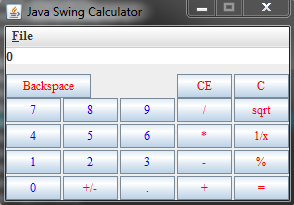 Java Swing Calculator
File
0
Backspace CE C
7 8 9 / sqrt
4 5 6 * 1/x
1 2 3 - %
0 +/- . + =